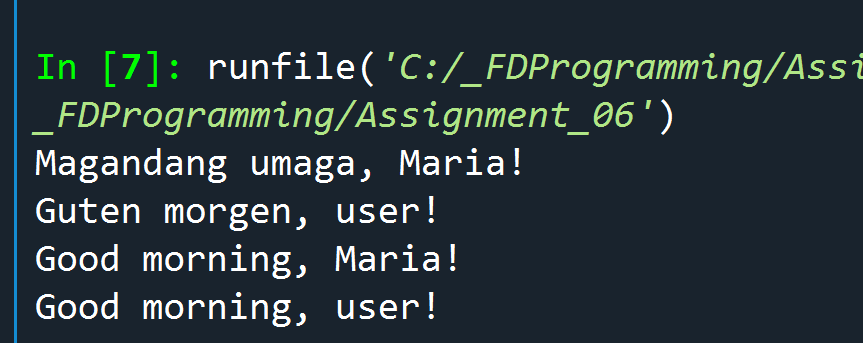 In [7]: runfile('C:/_FDProgramming/Assi
_FDProgramming/Assignment_06')
Magandang umaga, Maria!
Guten morgen, user!
Good morning, Maria!
Good morning, user!